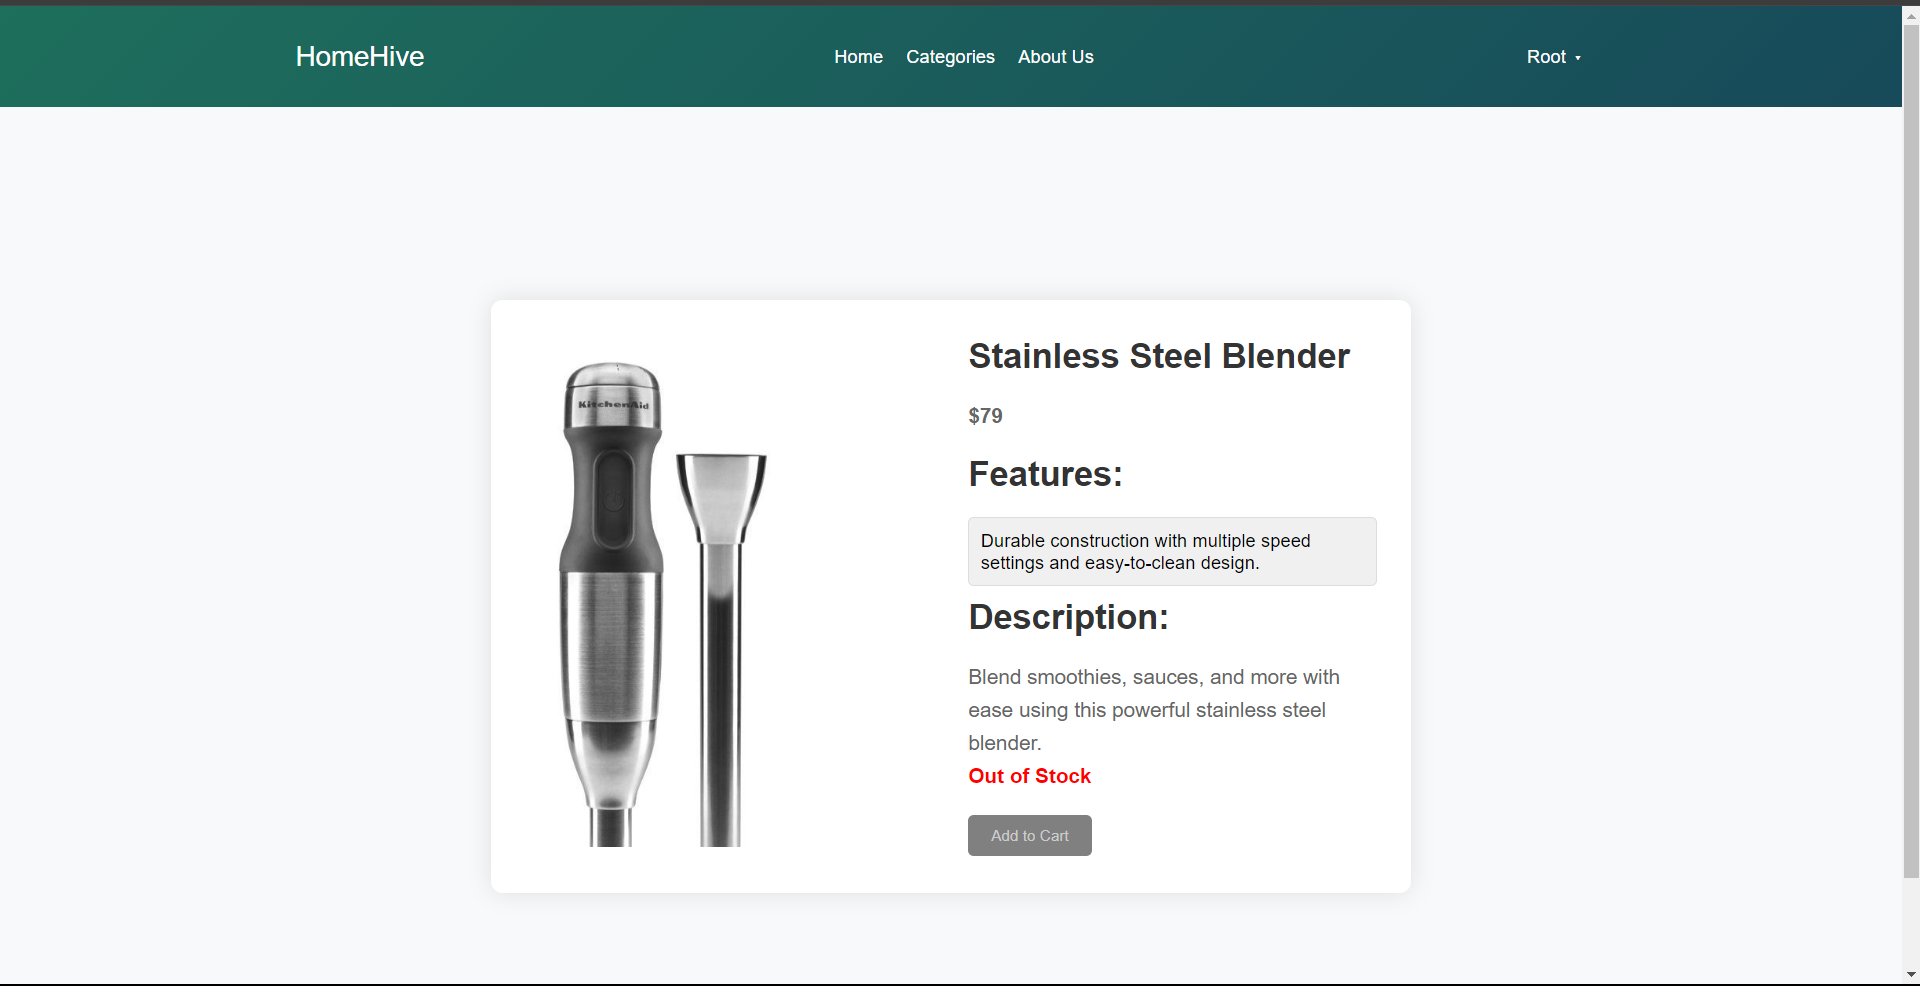 HomeHive
Home Categories About Us
Root
KitchenAid
Stainless Steel Blender
$79
Features:
Durable construction with multiple speed
settings and easy-to-clean design.
Description:
Blend smoothies, sauces, and more with
ease using this powerful stainless steel
blender.
Out of Stock
Add to Cart